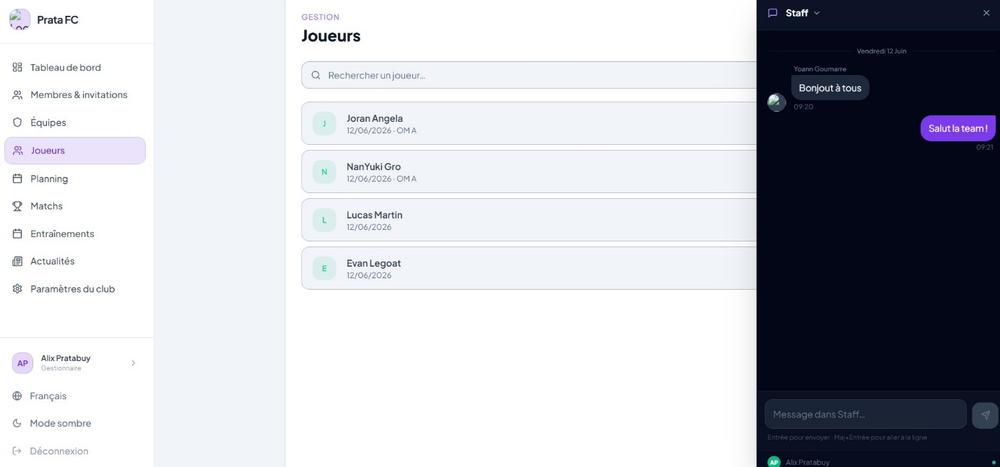 Prata FC
Tableau de bord
Membres & invitations
Équipes
Joueurs
Planning
Matchs
Entraînements
Actualités
Paramètres du club
AP
Alix Pratabuy
Gestionnaire
Français
Mode sombre
Déconnexion
GESTION
Joueurs
Rechercher un joueur...
J
Joran Angela
12/06/2026 · OM A
N
NanYuki Gro
12/06/2026 · OM A
L
Lucas Martin
12/06/2026
E
Evan Legoat
12/06/2026
Staff
Vendredi 12 Juin
Yoann Goumarre
Bonjout à tous
09:20
Salut la team !
09:21
Message dans Staff...
Entrée pour envoyer · Maj+Entrée pour aller à la ligne
AP
Alix Pratabuy